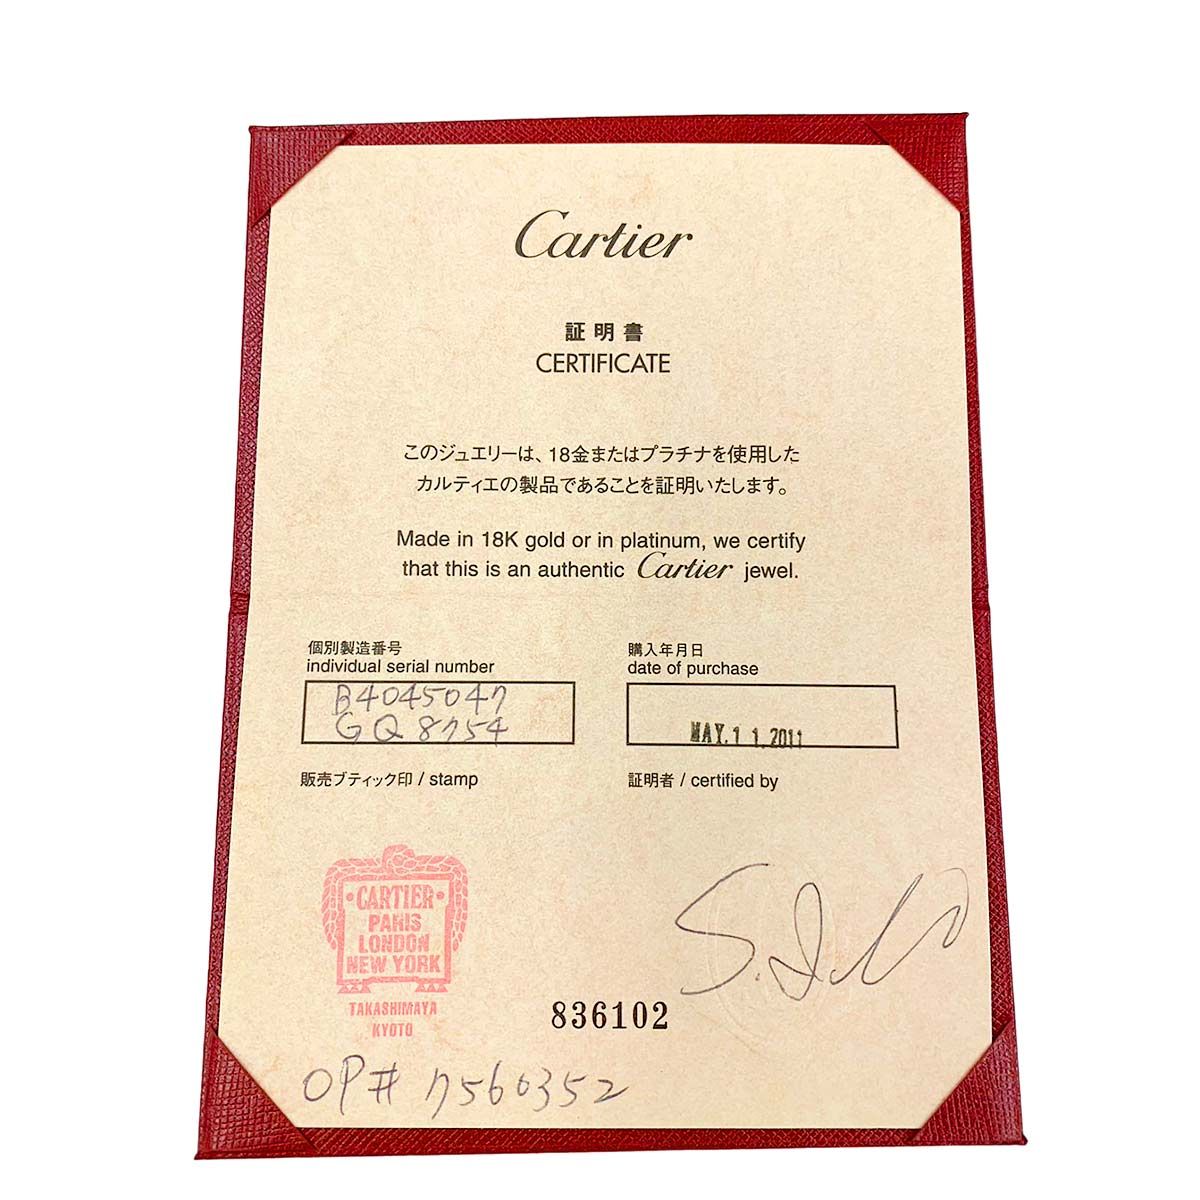 Cartier
証明書
CERTIFICATE
このジュエリーは、18金またはプラチナを使用した
カルティエの製品であることを証明いたします。
Made in 18K gold or in platinum, we certify
that this is an authentic Cartier jewel.
個別製造番号
individual serial number
B4045047
GQ8754
購入年月日
date of purchase
MAY.11.2011
販売ブティック印 / stamp
証明者 / certified by
CARTIER
PARIS
LONDON
NEW YORK
TAKASHIMAYA
KYOTO
836102
OP# 7560352